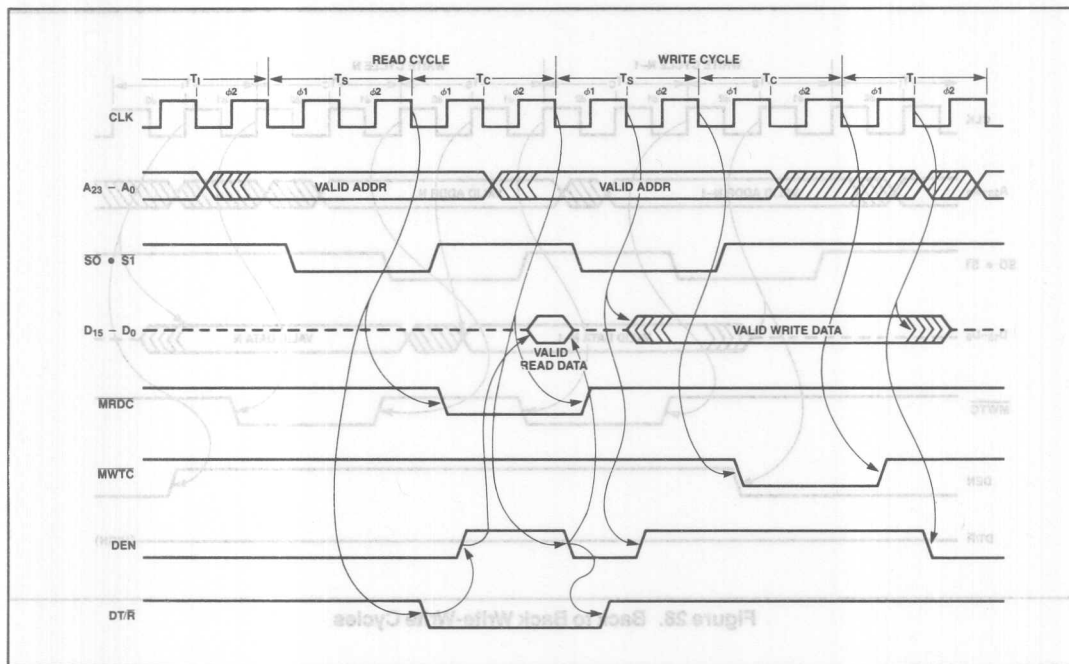 READ CYCLE WRITE CYCLE
TI TS TC TS TC TI
φ2 φ1 φ2 φ1 φ2 φ1 φ2 φ1 φ2 φ1 φ2
CLK
A23 – A0 VALID ADDR VALID ADDR
S0 • S1
D15 – D0 VALID READ DATA VALID WRITE DATA
MRDC
MWTC
DEN
DT/R
Figure 28. Back to Back Write-Write Cycles